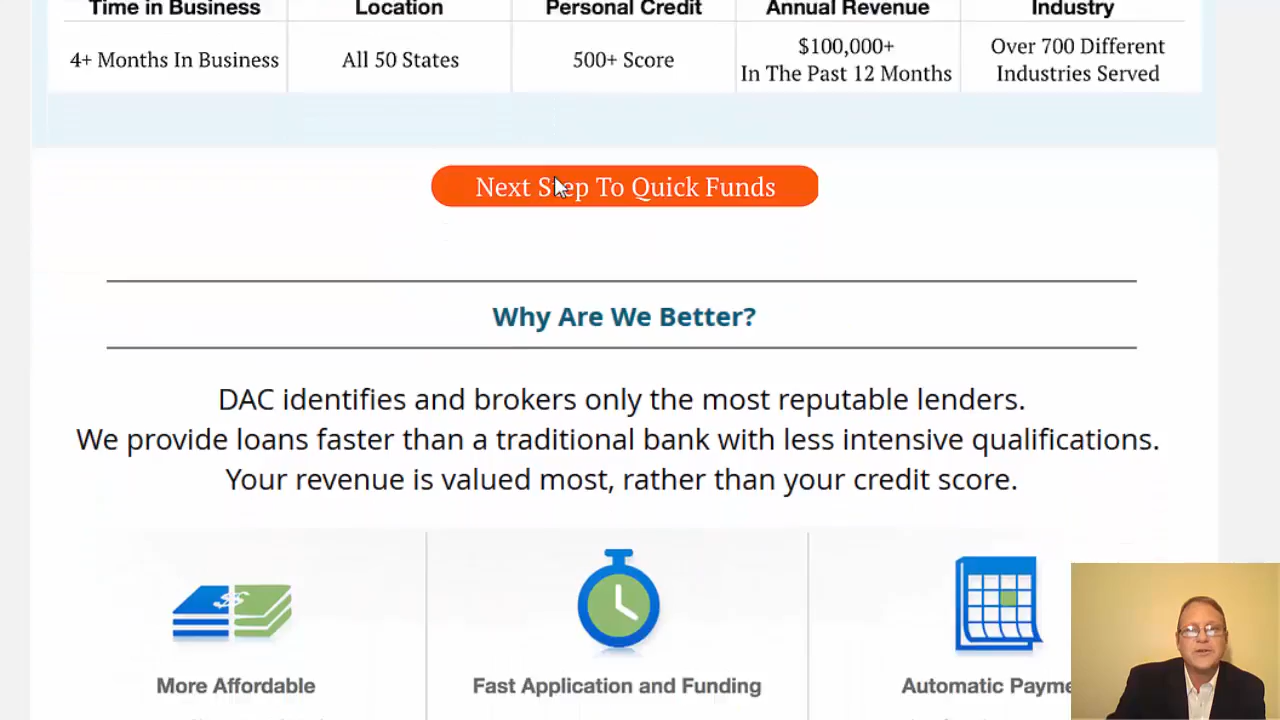 Time in Business Location Personal Credit Annual Revenue Industry
4+ Months In Business All 50 States 500+ Score $100,000+ In The Past 12 Months Over 700 Different Industries Served
Next Step To Quick Funds
Why Are We Better?
DAC identifies and brokers only the most reputable lenders.
We provide loans faster than a traditional bank with less intensive qualifications.
Your revenue is valued most, rather than your credit score.
More Affordable Fast Application and Funding Automatic Payme